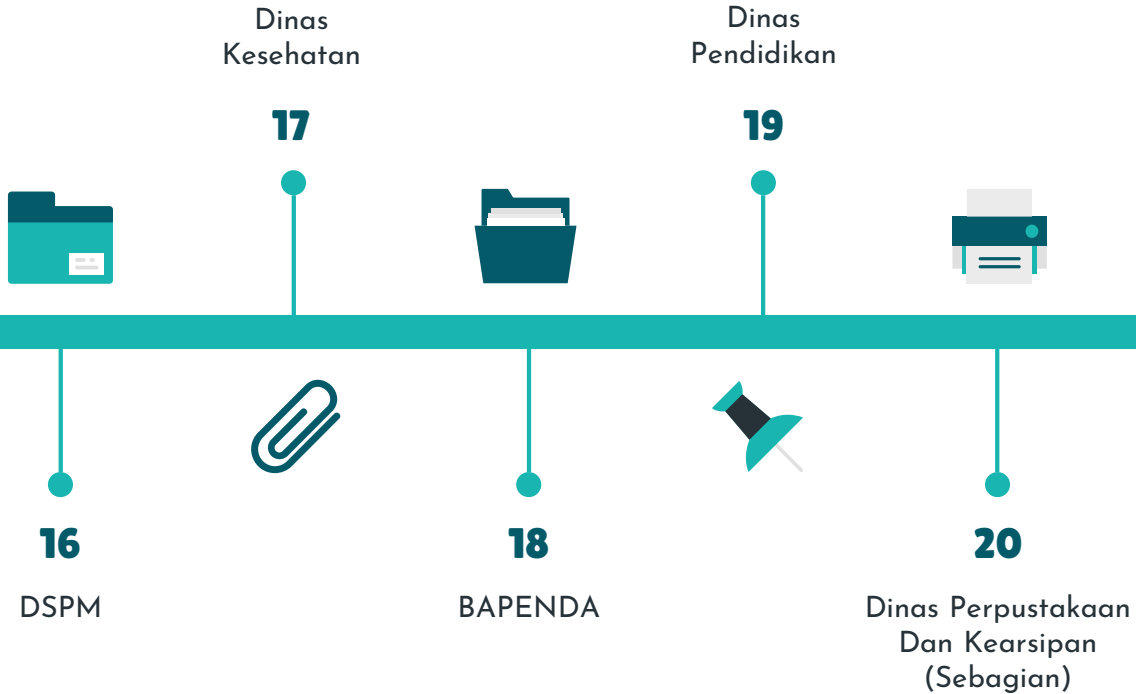 16
DSPM
Dinas
Kesehatan
17
18
BAPENDA
Dinas
Pendidikan
19
20
Dinas Perpustakaan
Dan Kearsipan
(Sebagian)